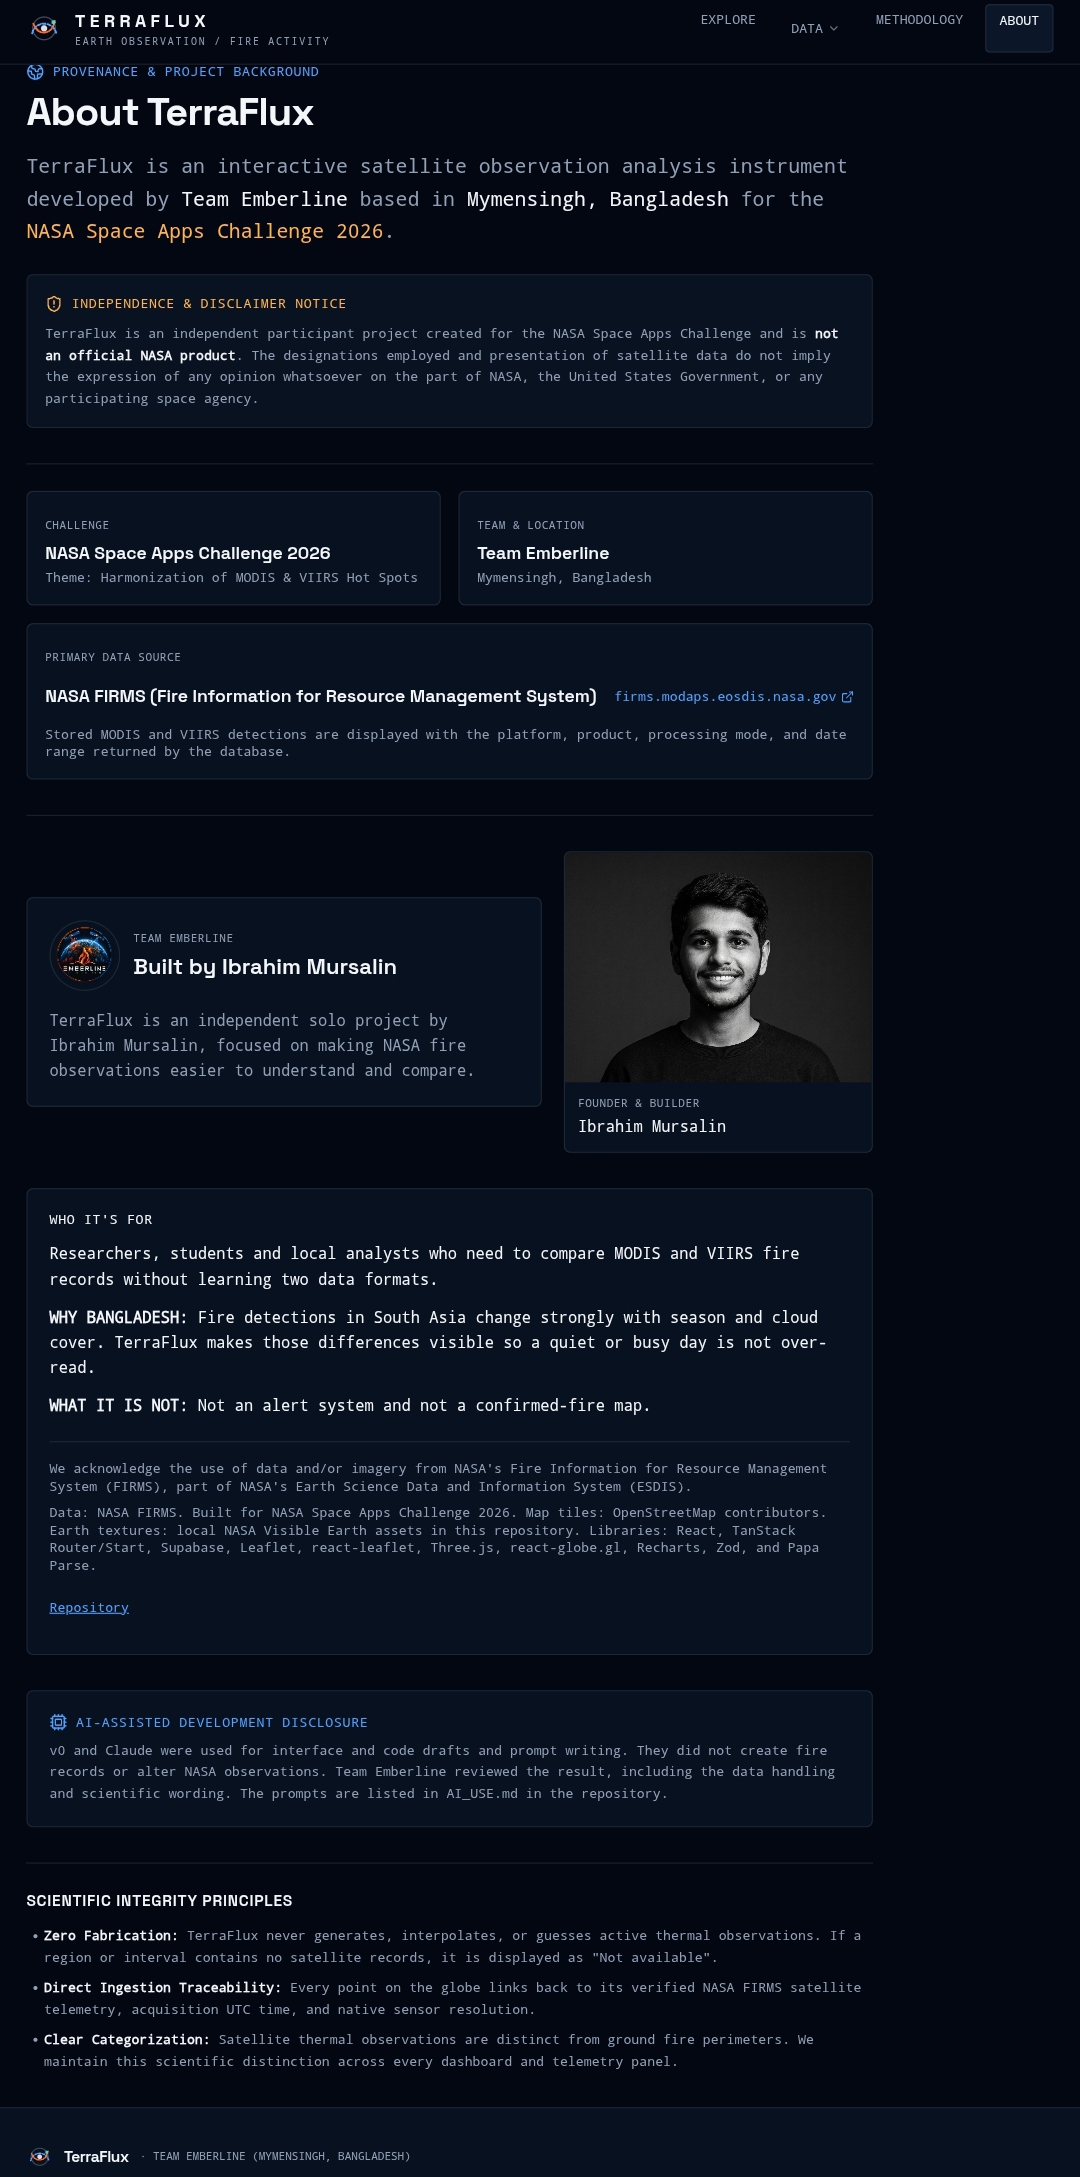 TERRAFLUX
EARTH OBSERVATION / FIRE ACTIVITY
EXPLORE
DATA
METHODOLOGY
ABOUT
PROVENANCE & PROJECT BACKGROUND
About TerraFlux
TerraFlux is an interactive satellite observation analysis instrument
developed by Team Emberline based in Mymensingh, Bangladesh for the
NASA Space Apps Challenge 2026.
INDEPENDENCE & DISCLAIMER NOTICE
TerraFlux is an independent participant project created for the NASA Space Apps Challenge and is not
an official NASA product. The designations employed and presentation of satellite data do not imply
the expression of any opinion whatsoever on the part of NASA, the United States Government, or any
participating space agency.
CHALLENGE
NASA Space Apps Challenge 2026
Theme: Harmonization of MODIS & VIIRS Hot Spots
TEAM & LOCATION
Team Emberline
Mymensingh, Bangladesh
PRIMARY DATA SOURCE
NASA FIRMS (Fire Information for Resource Management System)
firms.modaps.eosdis.nasa.gov
Stored MODIS and VIIRS detections are displayed with the platform, product, processing mode, and date
range returned by the database.
EMBERLINE
TEAM EMBERLINE
Built by Ibrahim Mursalin
TerraFlux is an independent solo project by
Ibrahim Mursalin, focused on making NASA fire
observations easier to understand and compare.
FOUNDER & BUILDER
Ibrahim Mursalin
WHO IT'S FOR
Researchers, students and local analysts who need to compare MODIS and VIIRS fire
records without learning two data formats.
WHY BANGLADESH: Fire detections in South Asia change strongly with season and cloud
cover. TerraFlux makes those differences visible so a quiet or busy day is not over-
read.
WHAT IT IS NOT: Not an alert system and not a confirmed-fire map.
We acknowledge the use of data and/or imagery from NASA's Fire Information for Resource Management
System (FIRMS), part of NASA's Earth Science Data and Information System (ESDIS).
Data: NASA FIRMS. Built for NASA Space Apps Challenge 2026. Map tiles: OpenStreetMap contributors.
Earth textures: local NASA Visible Earth assets in this repository. Libraries: React, TanStack
Router/Start, Supabase, Leaflet, react-leaflet, Three.js, react-globe.gl, Recharts, Zod, and Papa
Parse.
Repository
AI-ASSISTED DEVELOPMENT DISCLOSURE
v0 and Claude were used for interface and code drafts and prompt writing. They did not create fire
records or alter NASA observations. Team Emberline reviewed the result, including the data handling
and scientific wording. The prompts are listed in AI_USE.md in the repository.
SCIENTIFIC INTEGRITY PRINCIPLES
• Zero Fabrication: TerraFlux never generates, interpolates, or guesses active thermal observations. If a
region or interval contains no satellite records, it is displayed as "Not available".
• Direct Ingestion Traceability: Every point on the globe links back to its verified NASA FIRMS satellite
telemetry, acquisition UTC time, and native sensor resolution.
• Clear Categorization: Satellite thermal observations are distinct from ground fire perimeters. We
maintain this scientific distinction across every dashboard and telemetry panel.
TerraFlux · TEAM EMBERLINE (MYMENSINGH, BANGLADESH)